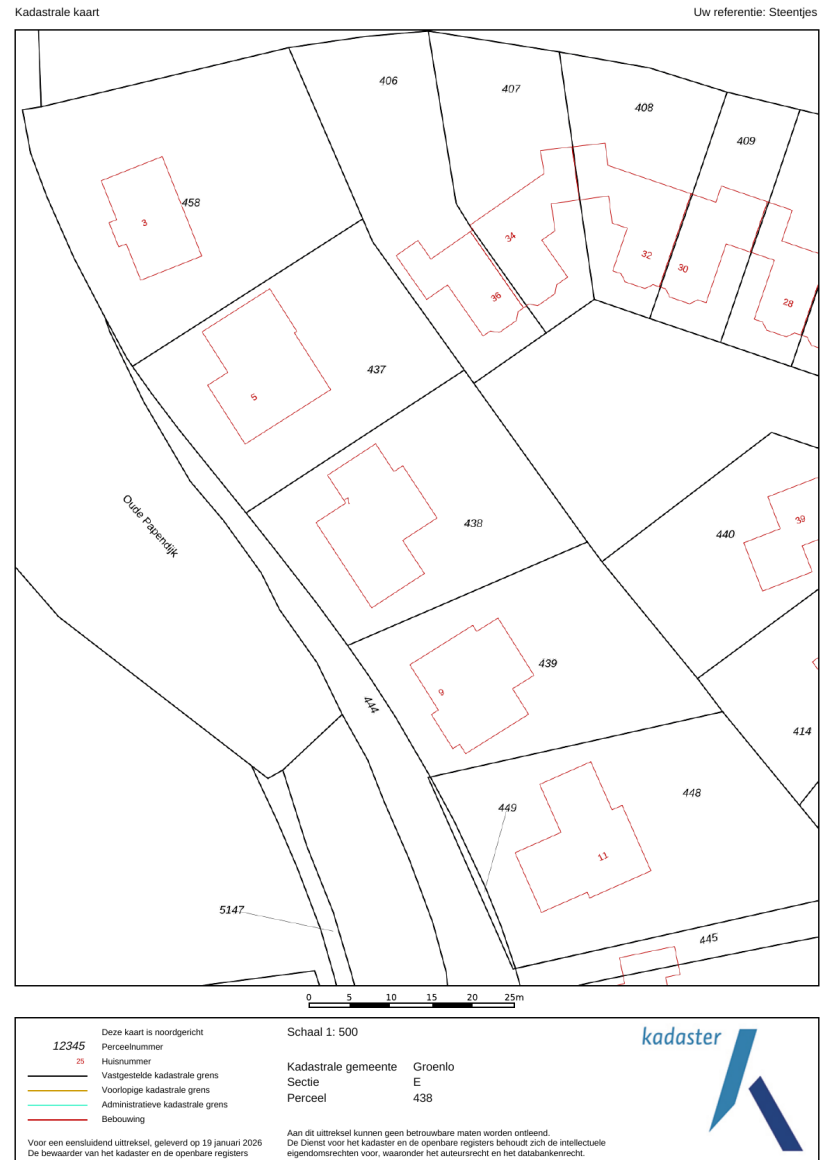 Kadastrale kaart
Uw referentie: Steentjes
406
407
408
409
458
3
34
32
30
36
28
437
5
Oude Papendijk
7
438
440
39
439
9
444
414
448
449
11
5147
445
0 5 10 15 20 25m
12345
25
Deze kaart is noordgericht
Perceelnummer
Huisnummer
Vastgestelde kadastrale grens
Voorlopige kadastrale grens
Administratieve kadastrale grens
Bebouwing
Voor een eensluidend uittreksel, geleverd op 19 januari 2026
De bewaarder van het kadaster en de openbare registers
Schaal 1: 500
Kadastrale gemeente Groenlo
Sectie E
Perceel 438
Aan dit uittreksel kunnen geen betrouwbare maten worden ontleend.
De Dienst voor het kadaster en de openbare registers behoudt zich de intellectuele
eigendomsrechten voor, waaronder het auteursrecht en het databankenrecht.
kadaster